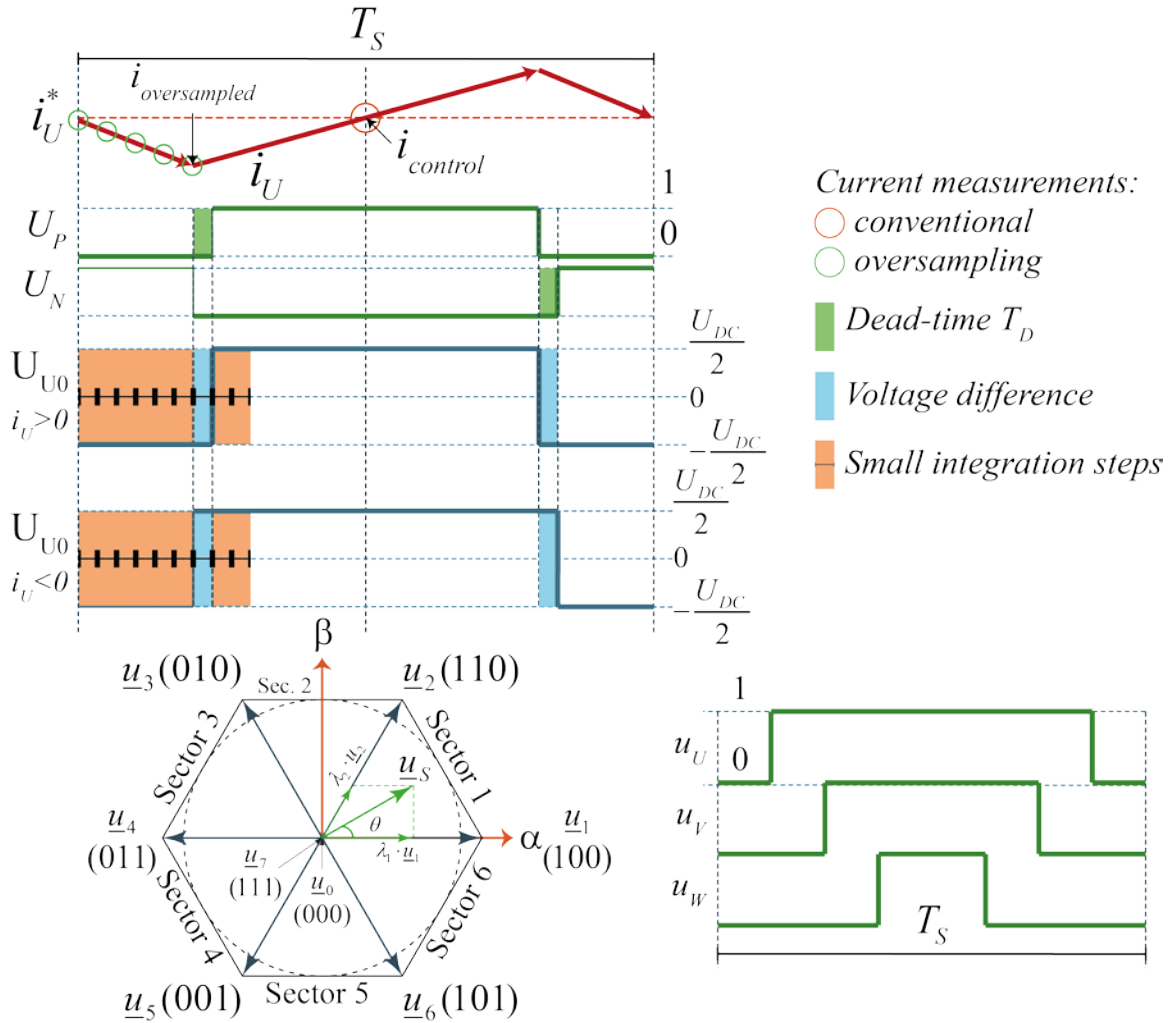 T_S
i_oversampled
i*_U
i_control
i_U
1
U_P
0
U_N
U_DC/2
U_U0
0
i_U>0
-U_DC/2
U_DC/2
U_U0
0
i_U<0
-U_DC/2
Current measurements:
conventional
oversampling
Dead-time T_D
Voltage difference
Small integration steps
β
u_3(010)
Sec. 2
u_2(110)
Sector 3
Sector 1
λ_2·u_2
u_S
θ
u_4
(011)
α
u_1
(100)
λ_1·u_1
u_7
(111)
u_0
(000)
Sector 4
Sector 6
u_5(001)
Sector 5
u_6(101)
1
u_U
0
u_V
u_W
T_S